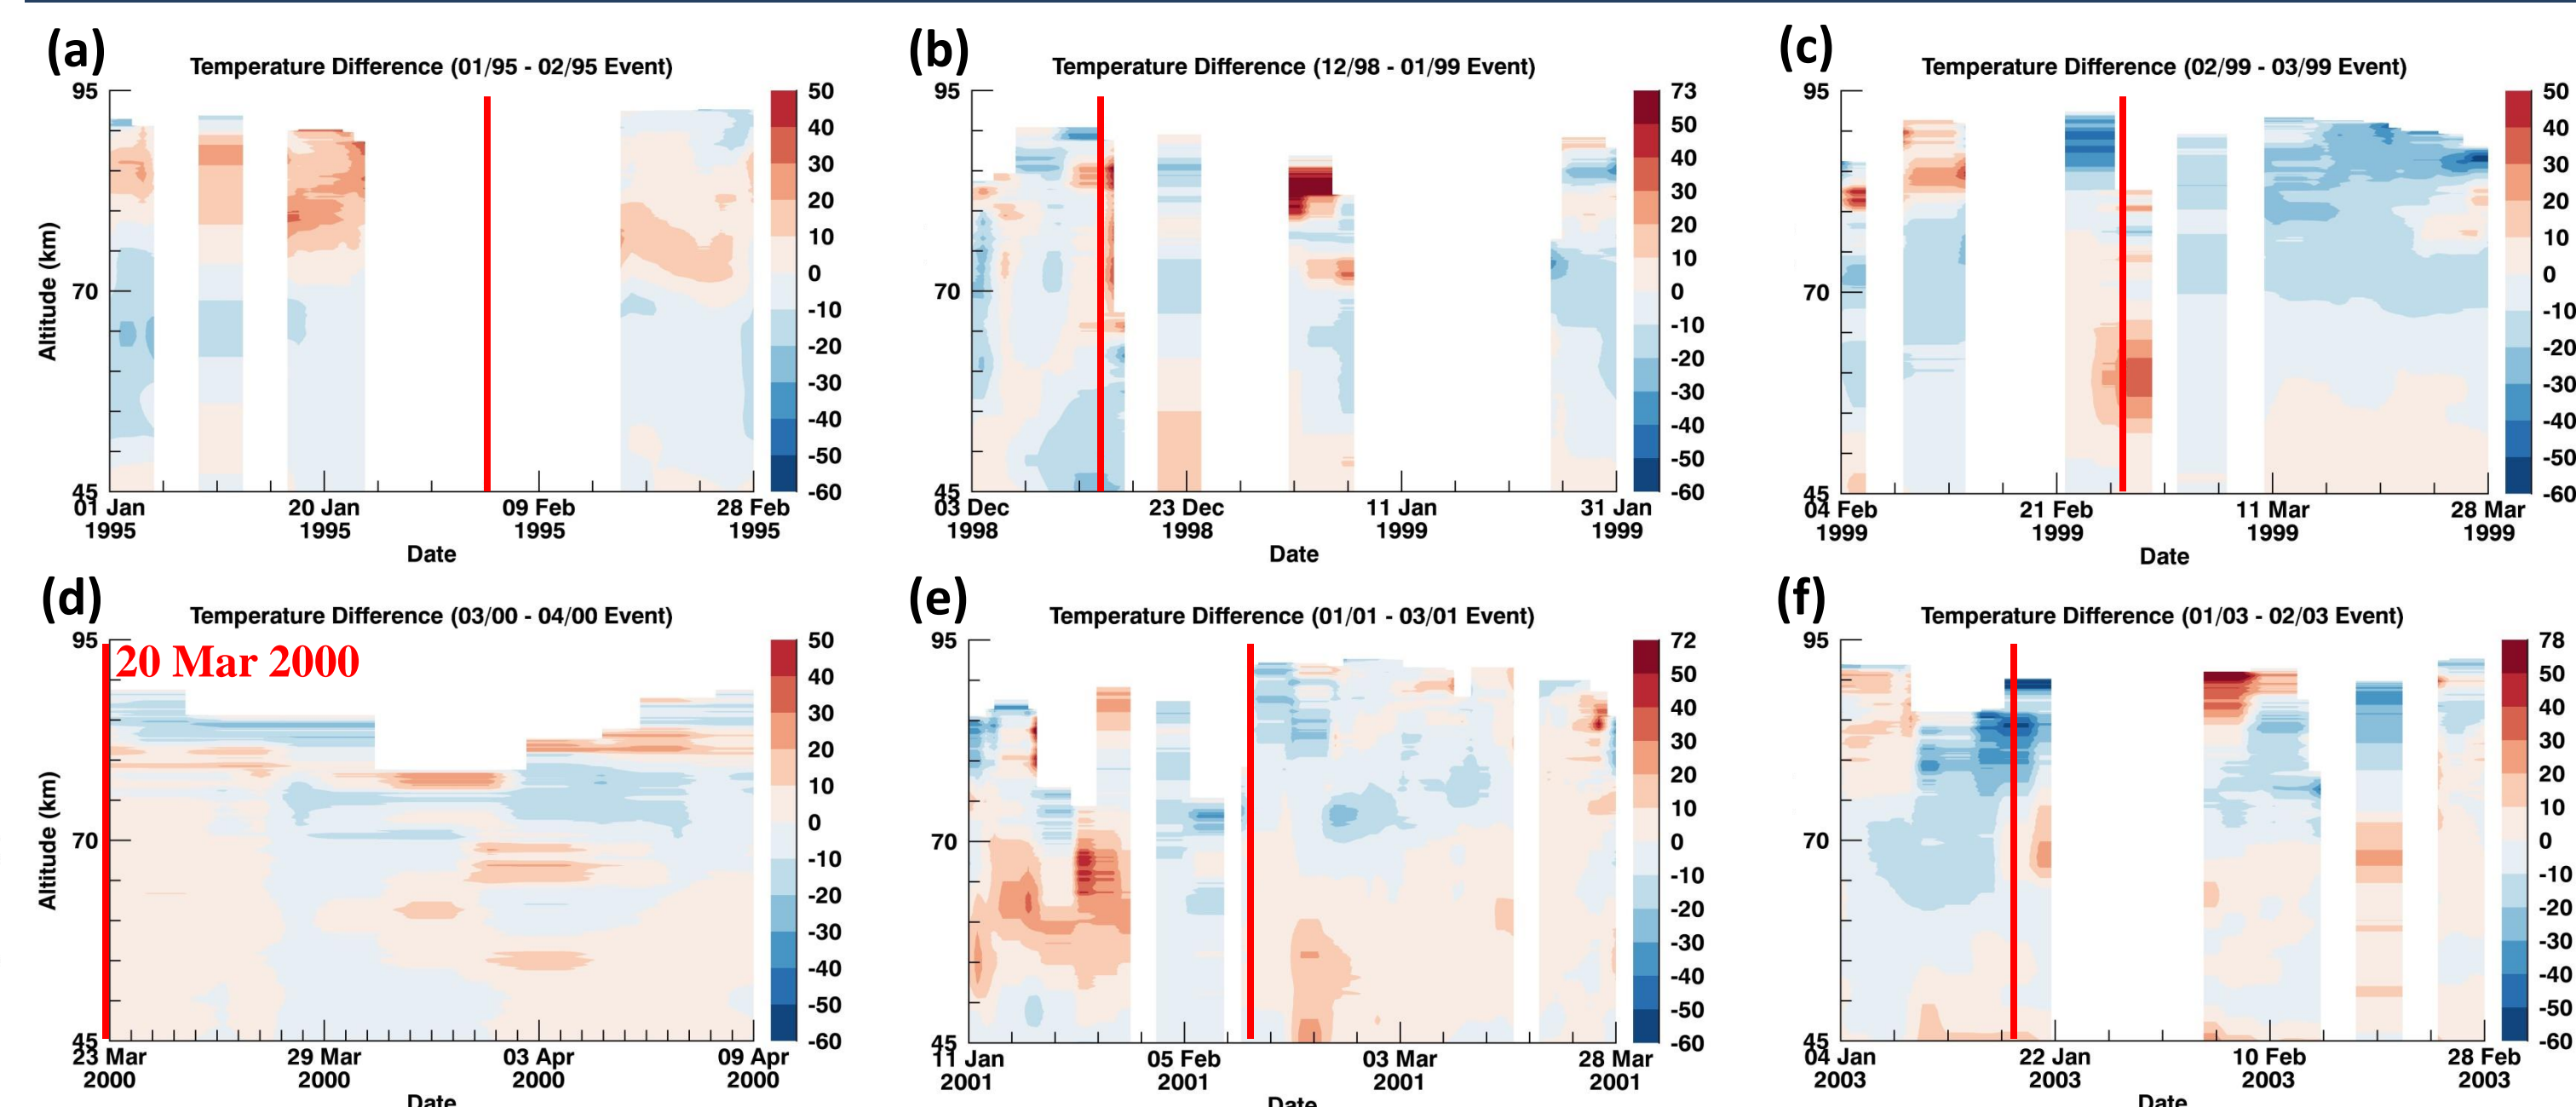 (a)
Temperature Difference (01/95 - 02/95 Event)
95
70
45
Altitude (km)
01 Jan 1995
20 Jan 1995
09 Feb 1995
28 Feb 1995
Date
50
40
30
20
10
0
-10
-20
-30
-40
-50
-60
(b)
Temperature Difference (12/98 - 01/99 Event)
95
70
45
03 Dec 1998
23 Dec 1998
11 Jan 1999
31 Jan 1999
Date
73
50
40
30
20
10
0
-10
-20
-30
-40
-50
-60
(c)
Temperature Difference (02/99 - 03/99 Event)
95
70
45
04 Feb 1999
21 Feb 1999
11 Mar 1999
28 Mar 1999
Date
50
40
30
20
10
0
-10
-20
-30
-40
-50
-60
(d)
Temperature Difference (03/00 - 04/00 Event)
20 Mar 2000
95
70
45
Altitude (km)
23 Mar 2000
29 Mar 2000
03 Apr 2000
09 Apr 2000
Date
50
40
30
20
10
0
-10
-20
-30
-40
-50
-60
(e)
Temperature Difference (01/01 - 03/01 Event)
95
70
45
11 Jan 2001
05 Feb 2001
03 Mar 2001
28 Mar 2001
Date
72
50
40
30
20
10
0
-10
-20
-30
-40
-50
-60
(f)
Temperature Difference (01/03 - 02/03 Event)
95
70
45
04 Jan 2003
22 Jan 2003
10 Feb 2003
28 Feb 2003
Date
78
50
40
30
20
10
0
-10
-20
-30
-40
-50
-60